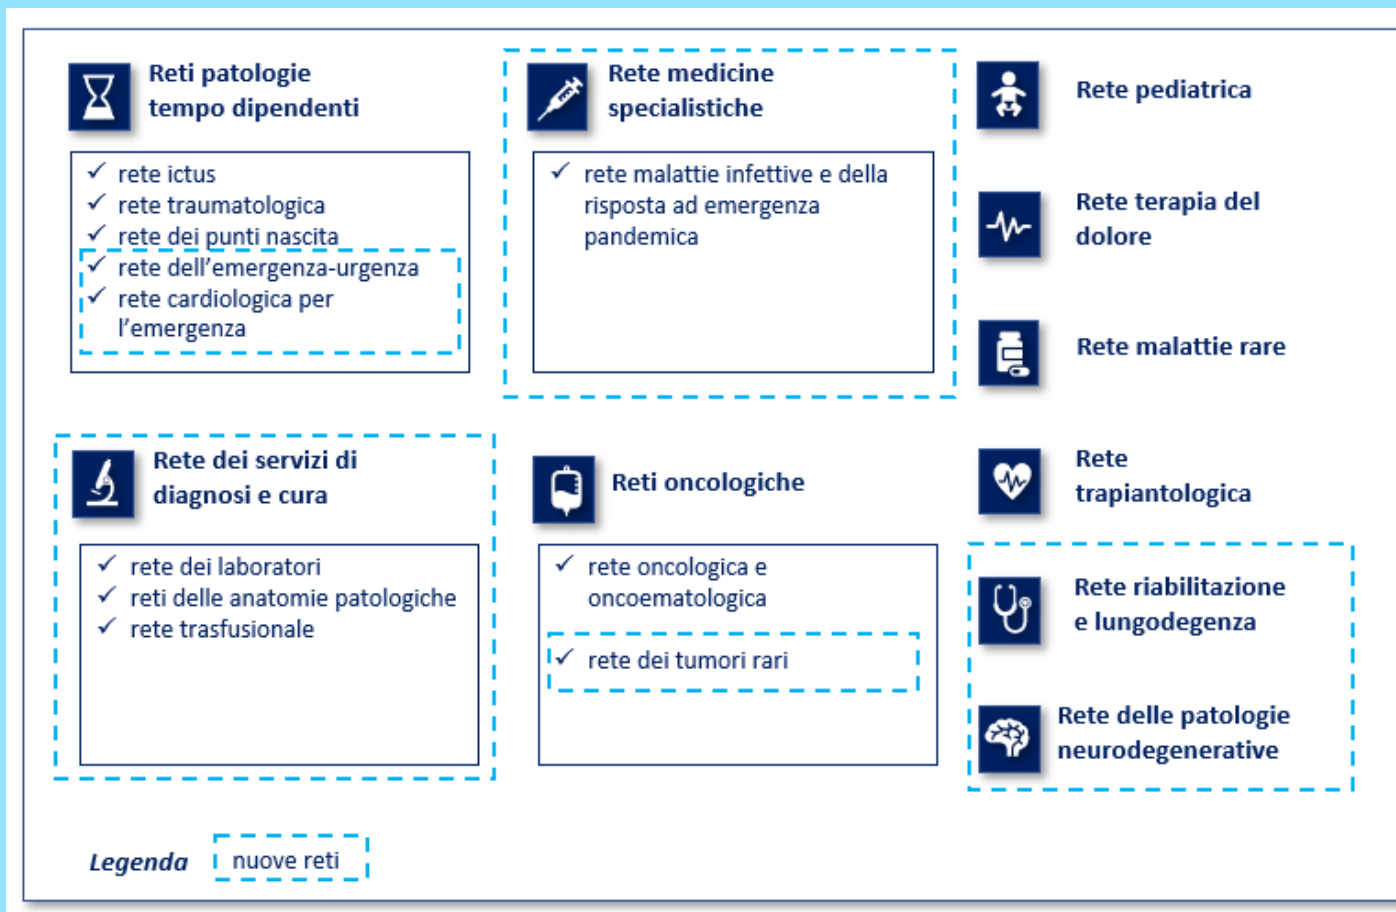 Reti patologie
tempo dipendenti
✓ rete ictus
✓ rete traumatologica
✓ rete dei punti nascita
✓ rete dell'emergenza-urgenza
✓ rete cardiologica per
l'emergenza
Rete medicine
specialistiche
✓ rete malattie infettive e della
risposta ad emergenza
pandemica
Rete pediatrica
Rete terapia del
dolore
Rete malattie rare
Rete dei servizi di
diagnosi e cura
✓ rete dei laboratori
✓ reti delle anatomie patologiche
✓ rete trasfusionale
Reti oncologiche
✓ rete oncologica e
oncoematologica
✓ rete dei tumori rari
Rete
trapiantologica
Rete riabilitazione
e lungodegenza
Rete delle patologie
neurodegenerative
Legenda
nuove reti